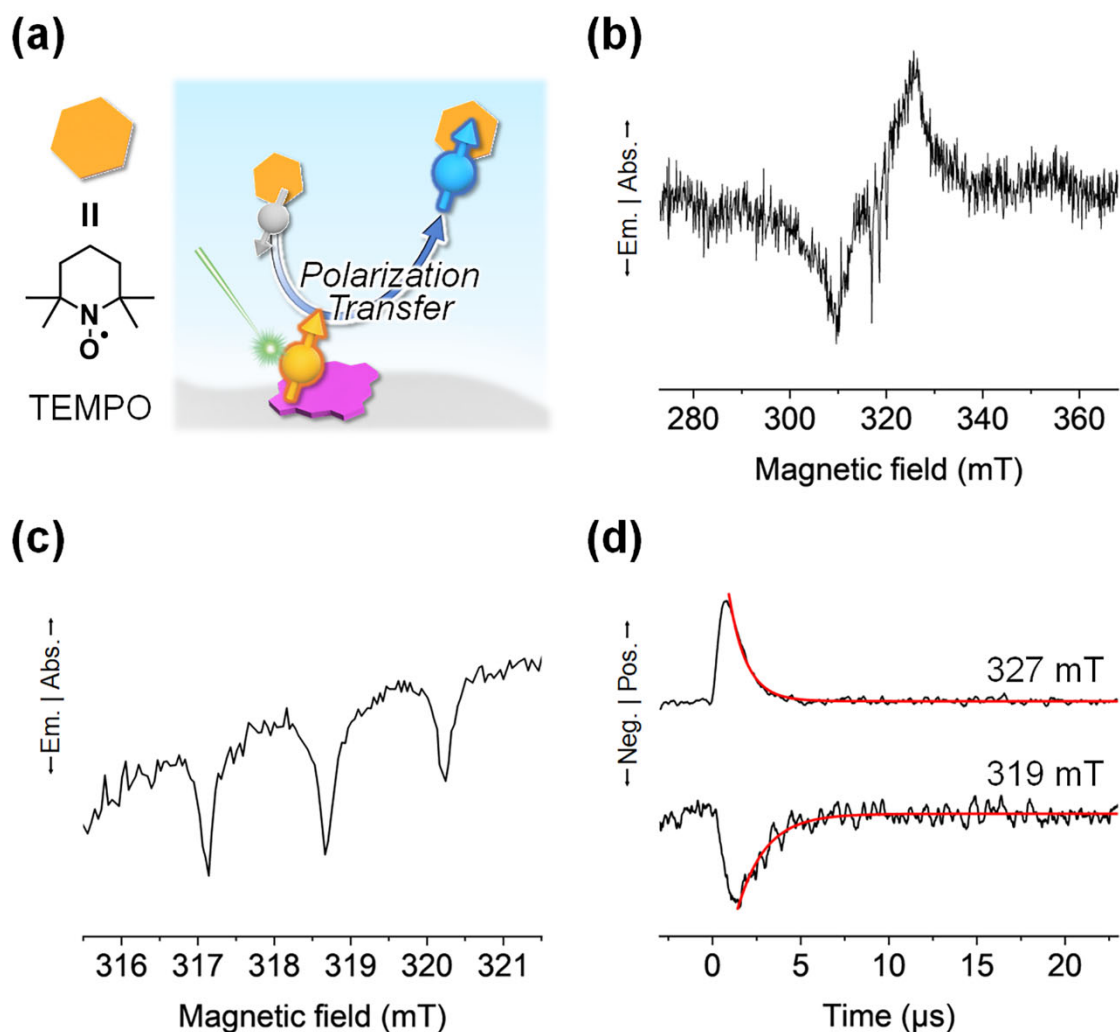 (a)
=
N
O•
TEMPO
Polarization
Transfer
(b)
←Em. | Abs.→
280 300 320 340 360
Magnetic field (mT)
(c)
←Em. | Abs.→
316 317 318 319 320 321
Magnetic field (mT)
(d)
←Neg. | Pos.→
327 mT
319 mT
0 5 10 15 20
Time (µs)